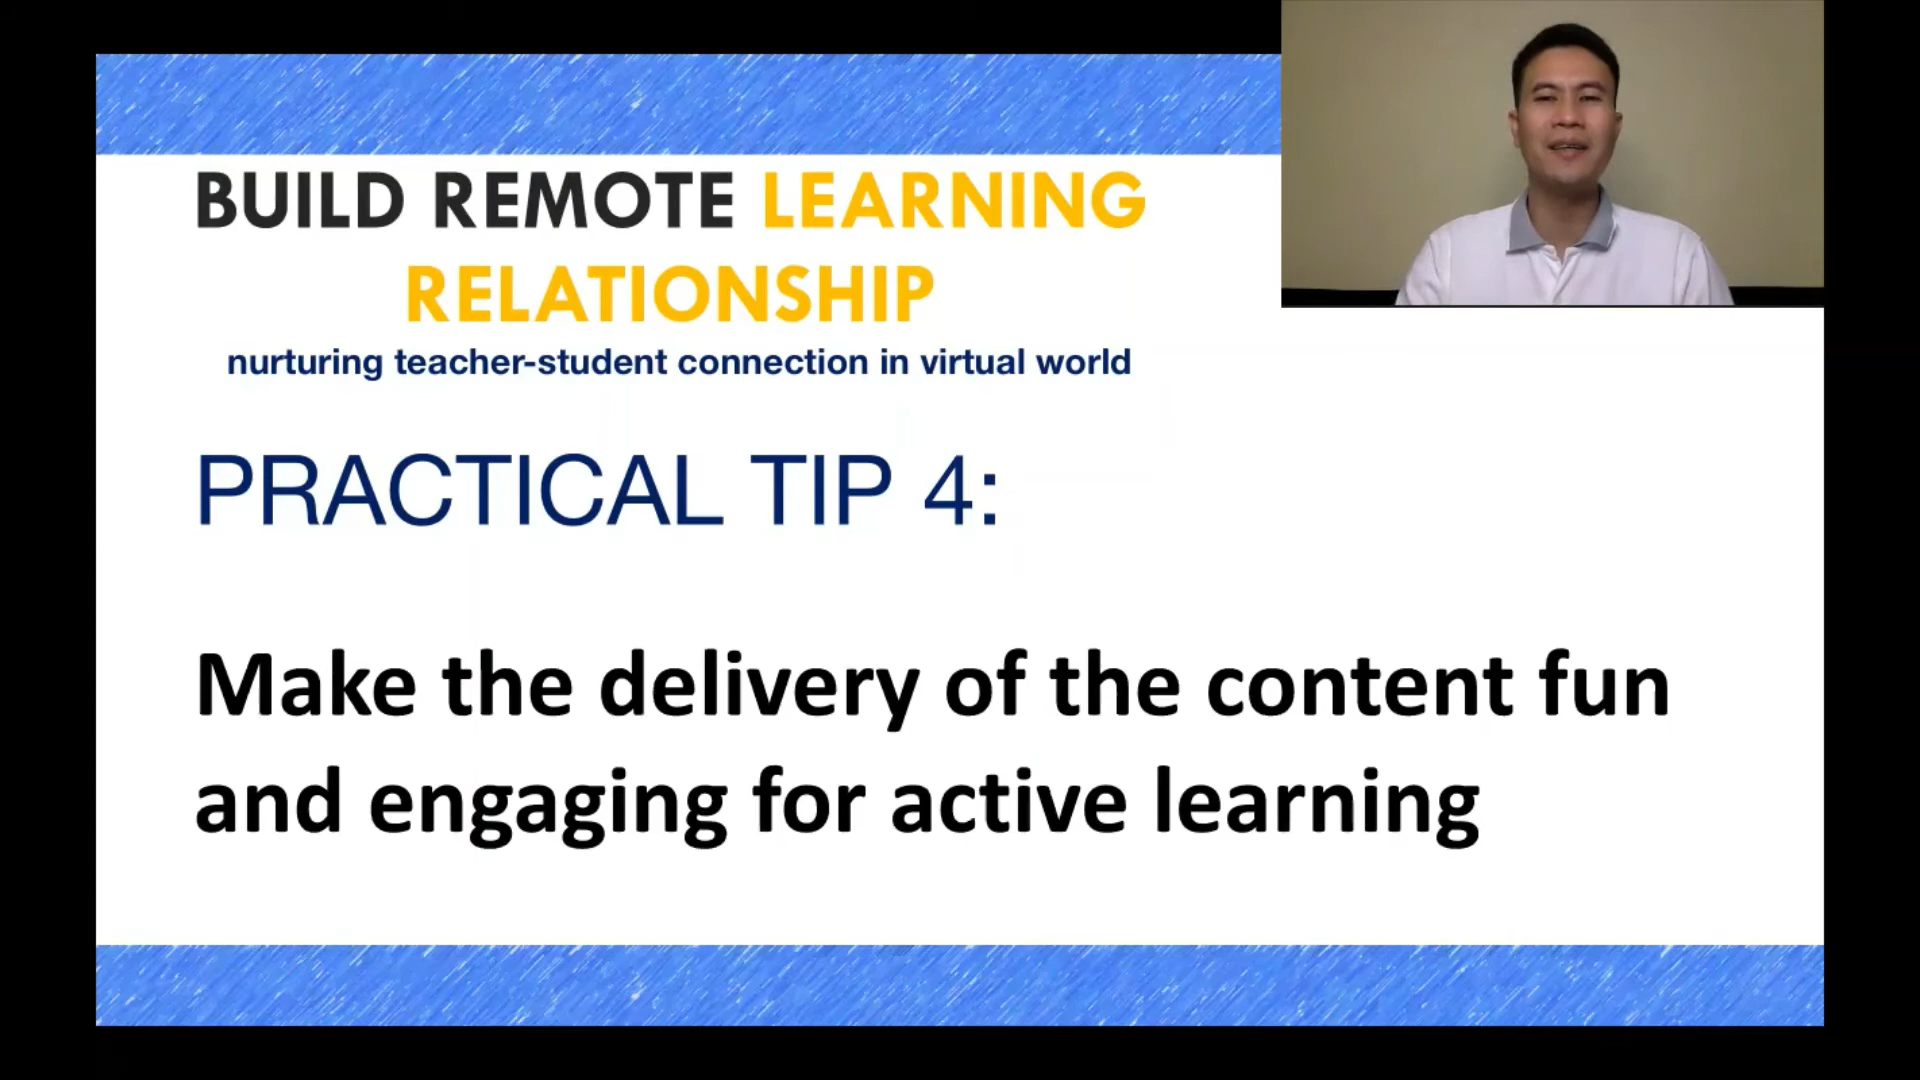 BUILD REMOTE LEARNING
RELATIONSHIP
nurturing teacher-student connection in virtual world
PRACTICAL TIP 4:
Make the delivery of the content fun
and engaging for active learning